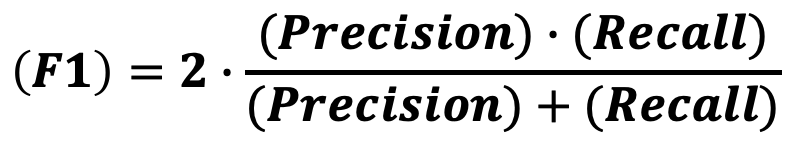 (F1) = 2 · (Precision) · (Recall) / (Precision) + (Recall)